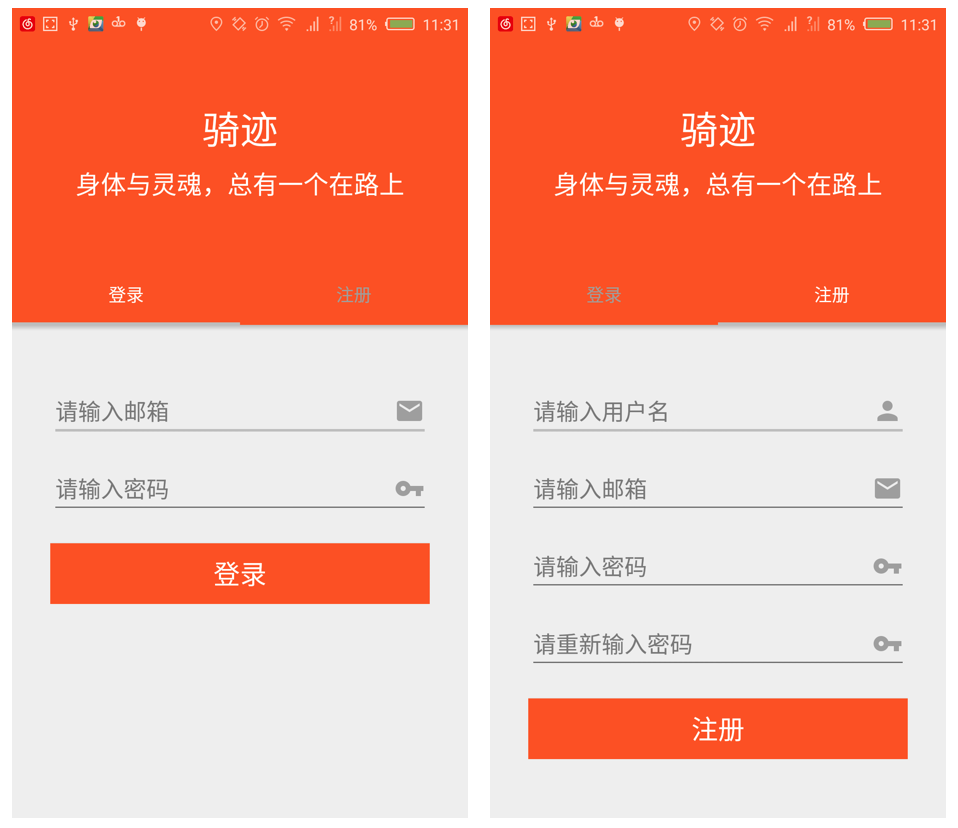 81% 11:31
骑迹
身体与灵魂，总有一个在路上
登录 注册
请输入邮箱
请输入密码
登录
81% 11:31
骑迹
身体与灵魂，总有一个在路上
登录 注册
请输入用户名
请输入邮箱
请输入密码
请重新输入密码
注册